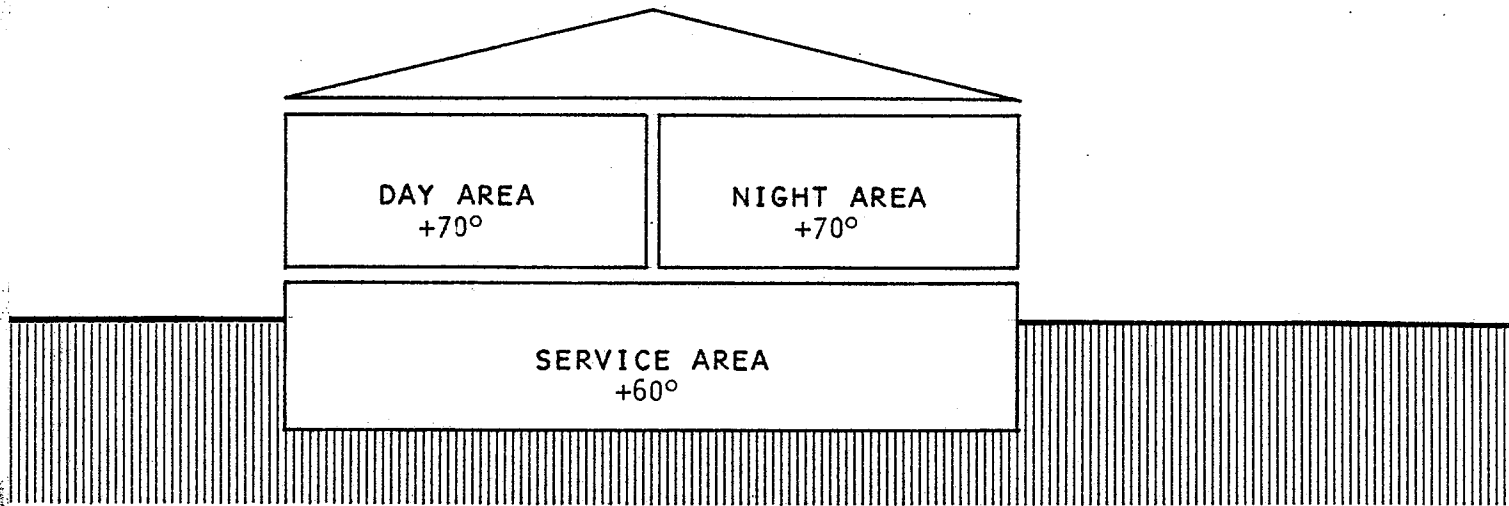 DAY AREA
+70°
NIGHT AREA
+70°
SERVICE AREA
+60°